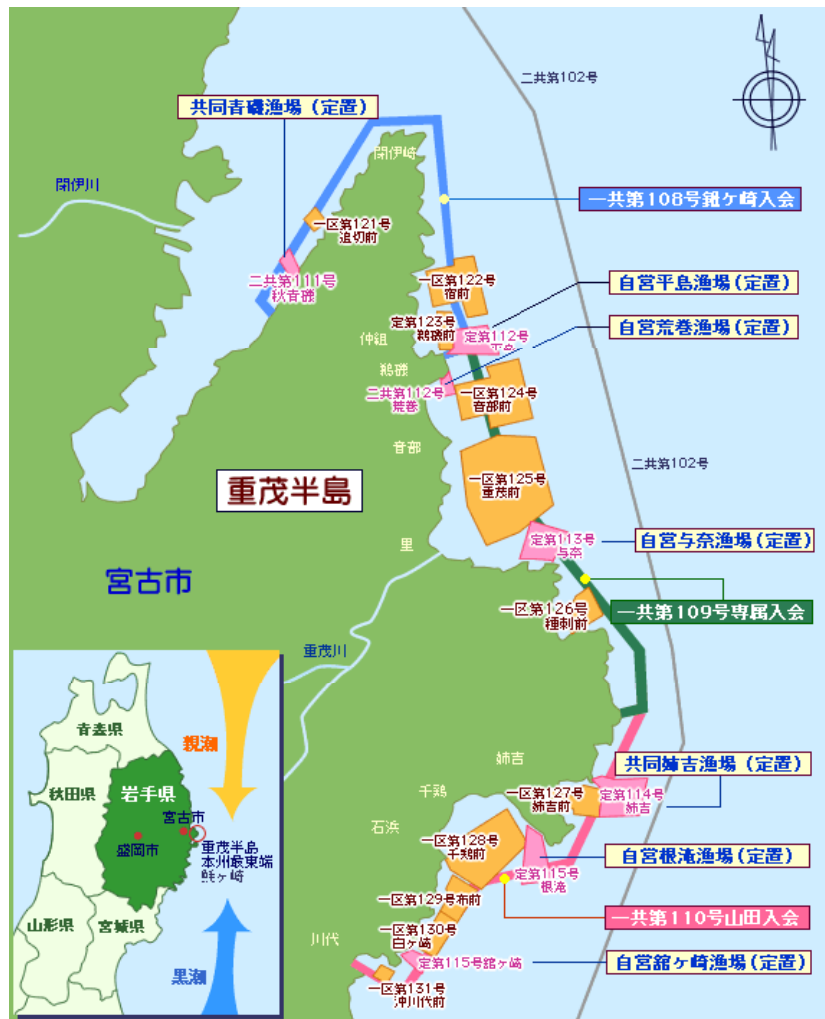 二共第102号
共同青磯漁場（定置）
閉伊崎
閉伊川
一共第108号鍬ケ崎入会
一区第121号
追切前
二共第111号
秋青磯
一区第122号
宿前
自営平島漁場（定置）
定第123号
鵜磯前
定第112号
自営荒巻漁場（定置）
仲組
鵜磯
二共第112号
荒巻
一区第124号
音部前
音部
二共第102号
一区第125号
重茂前
重茂半島
定第113号
与奈
自営与奈漁場（定置）
里
宮古市
一区第126号
種刺前
一共第109号専属入会
重茂川
親潮
青森県
秋田県
岩手県
宮古市
盛岡市
重茂半島
本州最東端
山形県
宮城県
黒潮
姉吉
共同姉吉漁場（定置）
千鶏
一区第127号
姉吉前
定第114号
姉吉
石浜
一区第128号
千鶏前
自営根滝漁場（定置）
定第115号
根滝
一区第129号布前
一共第110号山田入会
一区第130号
白ヶ崎
川代
定第115号舘ヶ崎
自営舘ヶ崎漁場（定置）
一区第131号
沖川代前